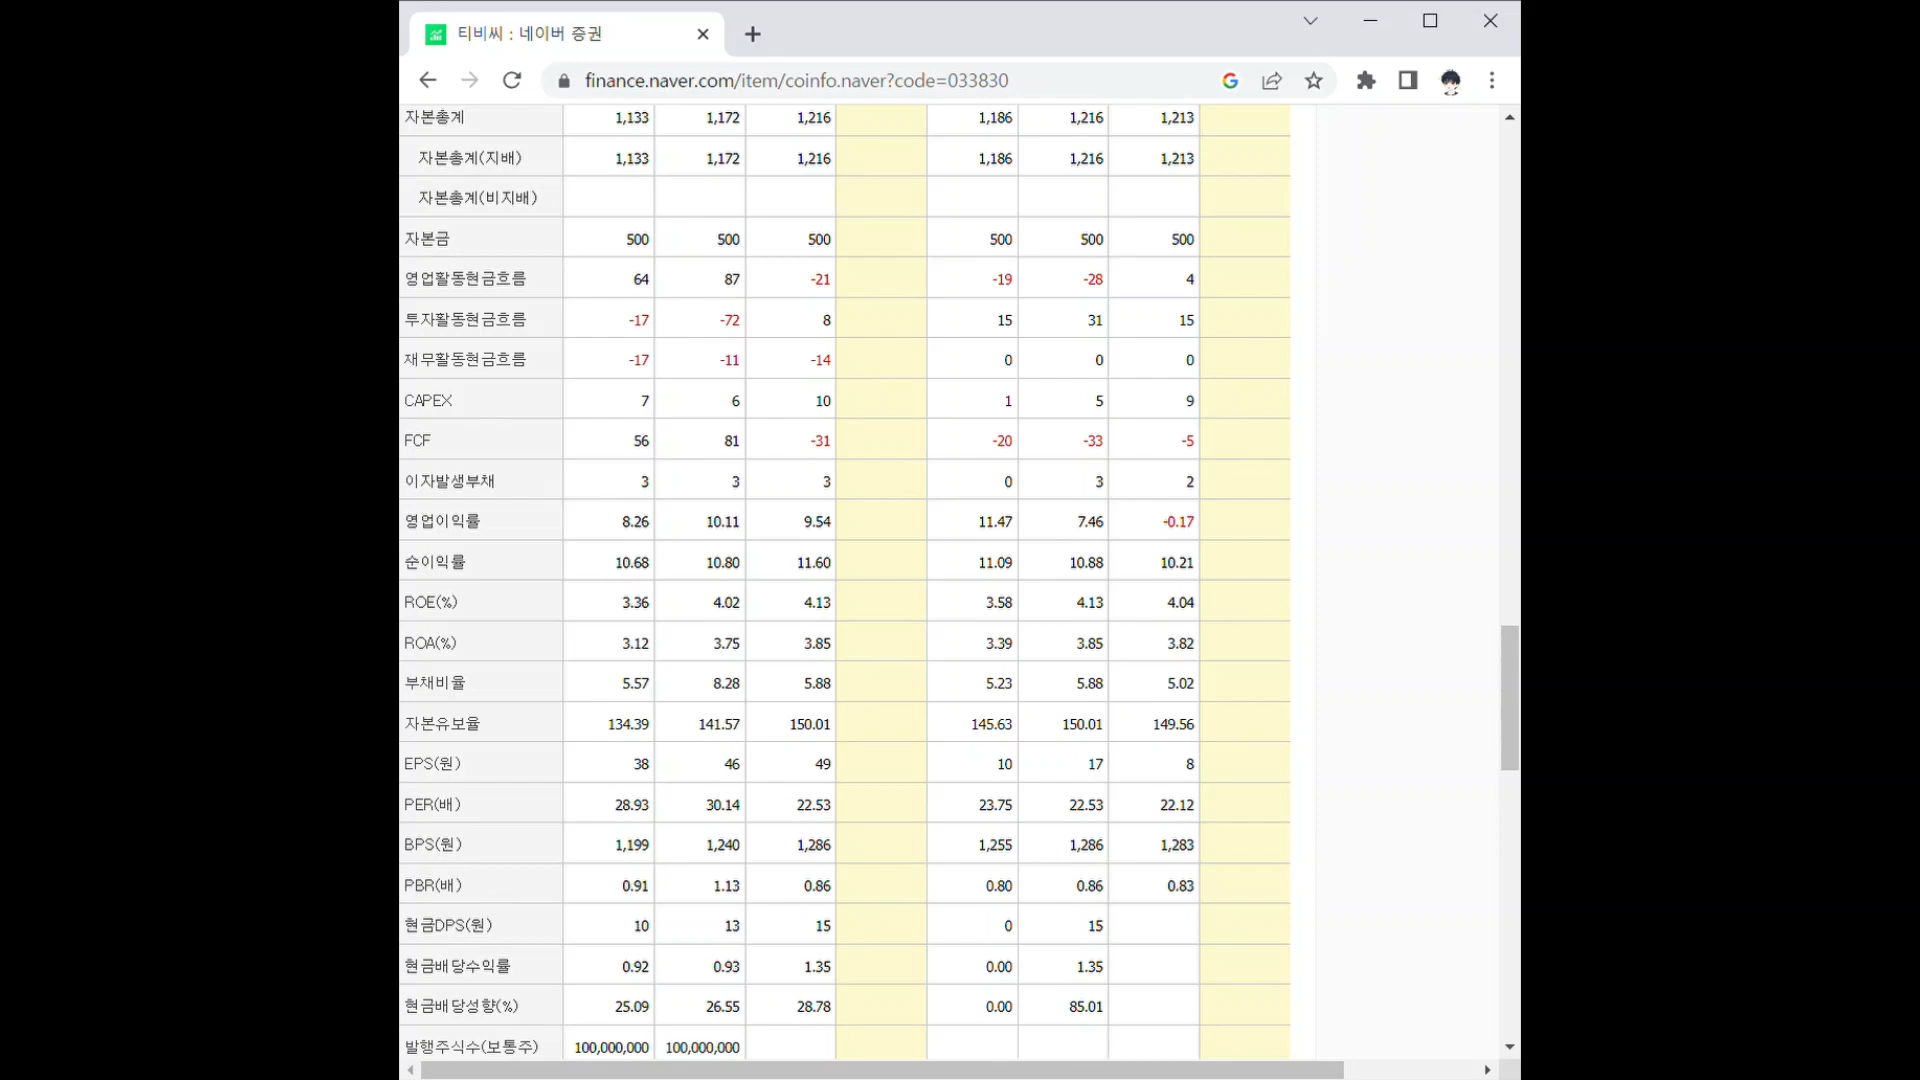 티비씨 : 네이버 증권
finance.naver.com/item/coinfo.naver?code=033830
자본총계 1,133 1,172 1,216 1,186 1,216 1,213
자본총계(지배) 1,133 1,172 1,216 1,186 1,216 1,213
자본총계(비지배)
자본금 500 500 500 500 500 500
영업활동현금흐름 64 87 -21 -19 -28 4
투자활동현금흐름 -17 -72 8 15 31 15
재무활동현금흐름 -17 -11 -14 0 0 0
CAPEX 7 6 10 1 5 9
FCF 56 81 -31 -20 -33 -5
이자발생부채 3 3 3 0 3 2
영업이익률 8.26 10.11 9.54 11.47 7.46 -0.17
순이익률 10.68 10.80 11.60 11.09 10.88 10.21
ROE(%) 3.36 4.02 4.13 3.58 4.13 4.04
ROA(%) 3.12 3.75 3.85 3.39 3.85 3.82
부채비율 5.57 8.28 5.88 5.23 5.88 5.02
자본유보율 134.39 141.57 150.01 145.63 150.01 149.56
EPS(원) 38 46 49 10 17 8
PER(배) 28.93 30.14 22.53 23.75 22.53 22.12
BPS(원) 1,199 1,240 1,286 1,255 1,286 1,283
PBR(배) 0.91 1.13 0.86 0.80 0.86 0.83
현금DPS(원) 10 13 15 0 15
현금배당수익률 0.92 0.93 1.35 0.00 1.35
현금배당성향(%) 25.09 26.55 28.78 0.00 85.01
발행주식수(보통주) 100,000,000 100,000,000